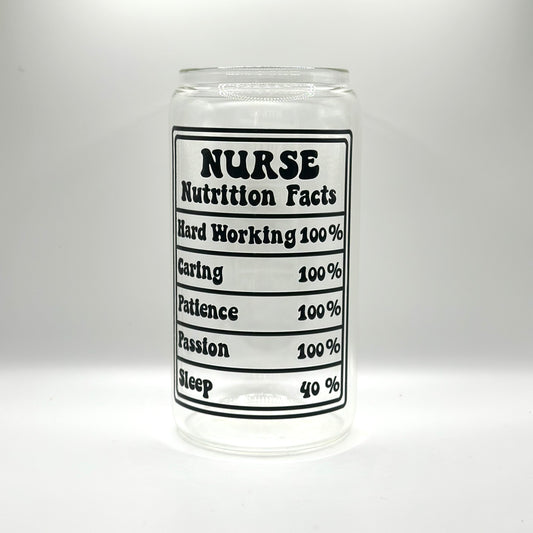 NURSE
Nutrition Facts
Hard Working 100%
Caring 100%
Patience 100%
Passion 100%
Sleep 40 %